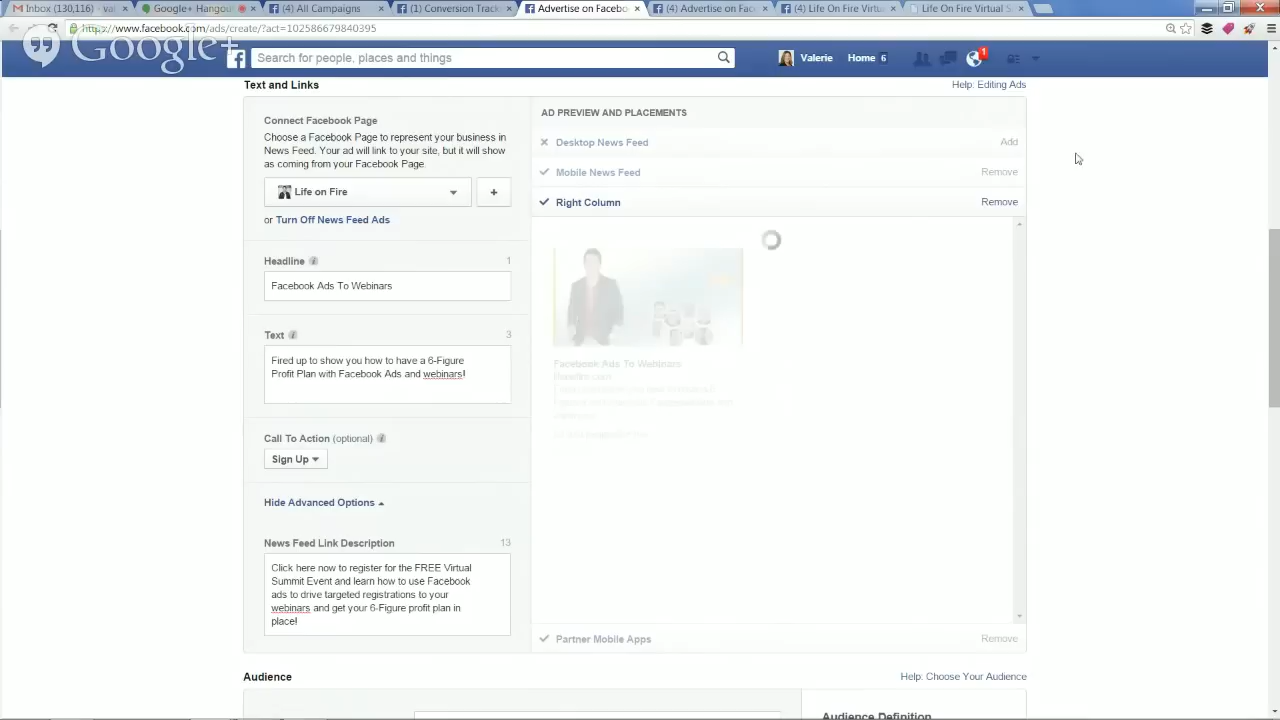 Inbox (30,116) - val
Google+ Hangout
(4) All Campaigns
(1) Conversion Track
Advertise on Facebo
(4) Advertise on Fac
(4) Life On Fire Virtua
Life On Fire Virtual S
https://www.facebook.com/ads/create/?act=102586679840395
Google+
Search for people, places and things
Valerie
Home 6
1
Text and Links
Help: Editing Ads
Connect Facebook Page
Choose a Facebook Page to represent your business in
News Feed. Your ad will link to your site, but it will show
as coming from your Facebook Page.
Life on Fire
+
or Turn Off News Feed Ads
Headline
1
Facebook Ads To Webinars
Text
3
Fired up to show you how to have a 6-Figure
Profit Plan with Facebook Ads and webinars!
Call To Action (optional)
Sign Up
Hide Advanced Options
News Feed Link Description
13
Click here now to register for the FREE Virtual
Summit Event and learn how to use Facebook
ads to drive targeted registrations to your
webinars and get your 6-Figure profit plan in
place!
AD PREVIEW AND PLACEMENTS
Desktop News Feed
Add
Mobile News Feed
Remove
Right Column
Remove
Facebook Ads To Webinars
Partner Mobile Apps
Remove
Audience
Help: Choose Your Audience
Audience Definition